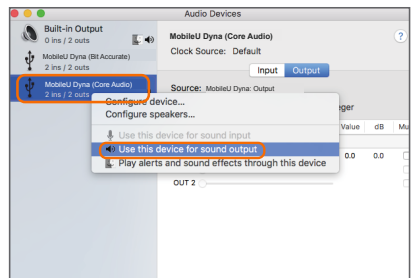 Audio Devices
Built-in Output
0 ins / 2 outs
MobileU Dyna (Bit Accurate)
2 ins / 2 outs
MobileU Dyna (Core Audio)
2 ins / 2 outs
MobileU Dyna (Core Audio)
?
Clock Source: Default
Input Output
Source: MobileU Dyna: Output
Configure device...
Configure speakers...
Use this device for sound input
Use this device for sound output
Play alerts and sound effects through this device
Value dB Mu
0.0 0.0
OUT 2